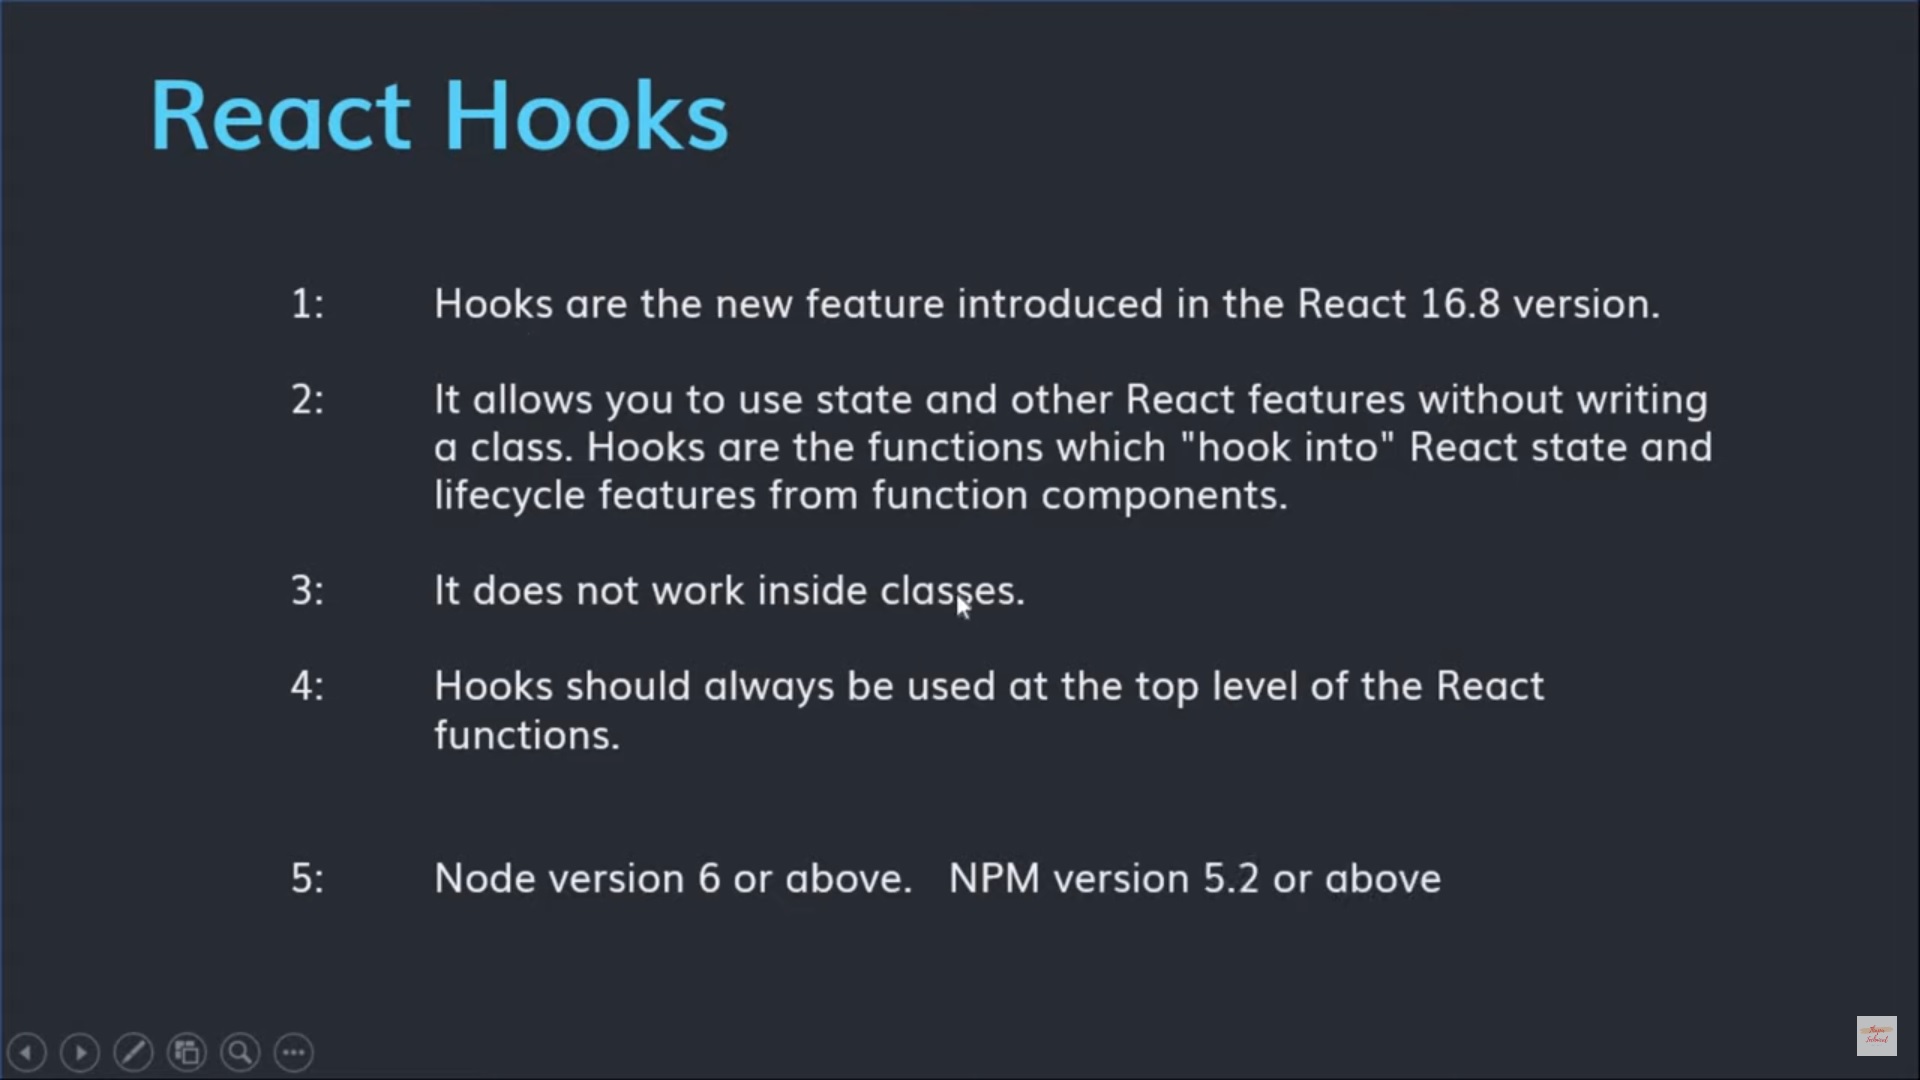 React Hooks
1: Hooks are the new feature introduced in the React 16.8 version.
2: It allows you to use state and other React features without writing
a class. Hooks are the functions which "hook into" React state and
lifecycle features from function components.
3: It does not work inside classes.
4: Hooks should always be used at the top level of the React
functions.
5: Node version 6 or above. NPM version 5.2 or above